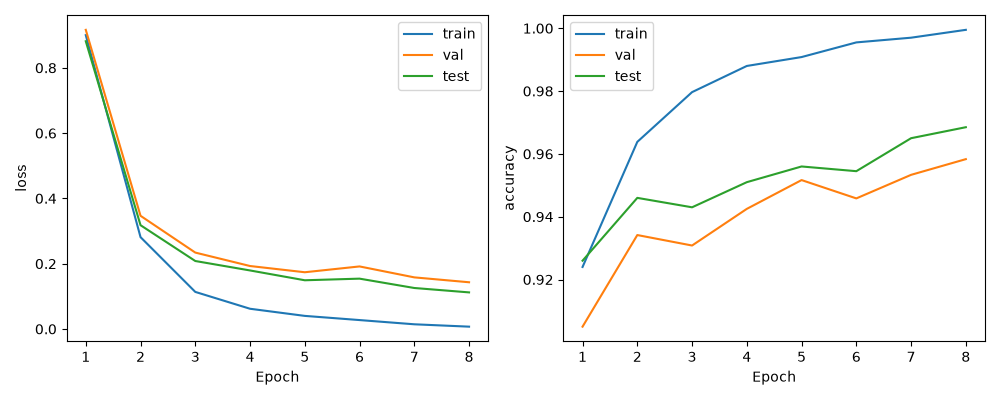 loss
0.8
0.6
0.4
0.2
0.0
1 2 3 4 5 6 7 8
Epoch
train
val
test
accuracy
1.00
0.98
0.96
0.94
0.92
1 2 3 4 5 6 7 8
Epoch
train
val
test